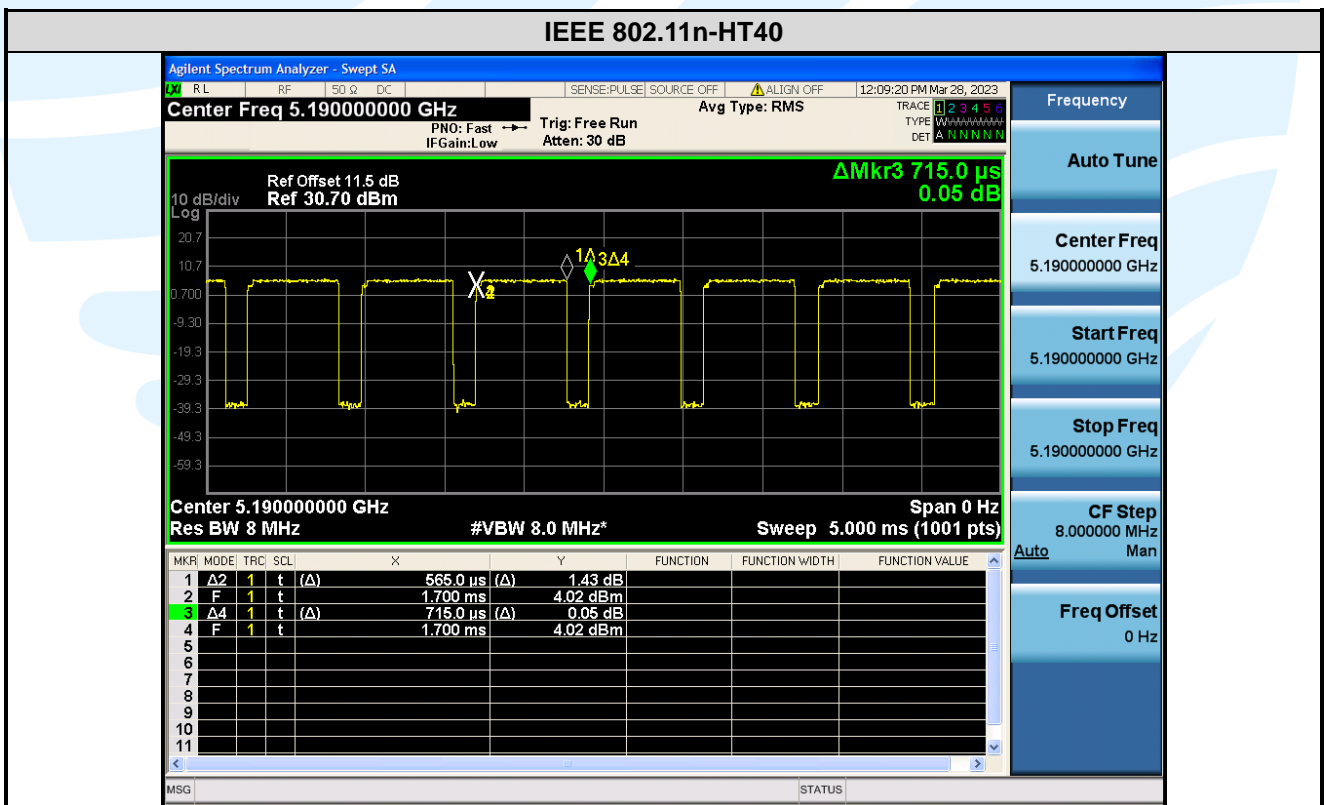 IEEE 802.11n-HT40
Agilent Spectrum Analyzer - Swept SA
LXI RL RF 50 Ω DC SENSE:PULSE SOURCE OFF ALIGN OFF 12:09:20 PM Mar 28, 2023
Center Freq 5.190000000 GHz Avg Type: RMS TRACE 1 2 3 4 5 6
PNO: Fast Trig: Free Run TYPE
IFGain:Low Atten: 30 dB DET A N N N N N
ΔMkr3 715.0 µs
0.05 dB
Ref Offset 11.5 dB
10 dB/div Ref 30.70 dBm
Log
20.7
10.7
0.700
-9.30
-19.3
-29.3
-39.3
-49.3
-59.3
1Δ 3Δ4
Center 5.190000000 GHz Span 0 Hz
Res BW 8 MHz #VBW 8.0 MHz* Sweep 5.000 ms (1001 pts)
MKR MODE TRC SCL X Y FUNCTION FUNCTION WIDTH FUNCTION VALUE
1 Δ2 1 t (Δ) 565.0 µs (Δ) 1.43 dB
2 F 1 t 1.700 ms 4.02 dBm
3 Δ4 1 t (Δ) 715.0 µs (Δ) 0.05 dB
4 F 1 t 1.700 ms 4.02 dBm
5
6
7
8
9
10
11
MSG STATUS
Frequency
Auto Tune
Center Freq
5.190000000 GHz
Start Freq
5.190000000 GHz
Stop Freq
5.190000000 GHz
CF Step
8.000000 MHz
Auto Man
Freq Offset
0 Hz